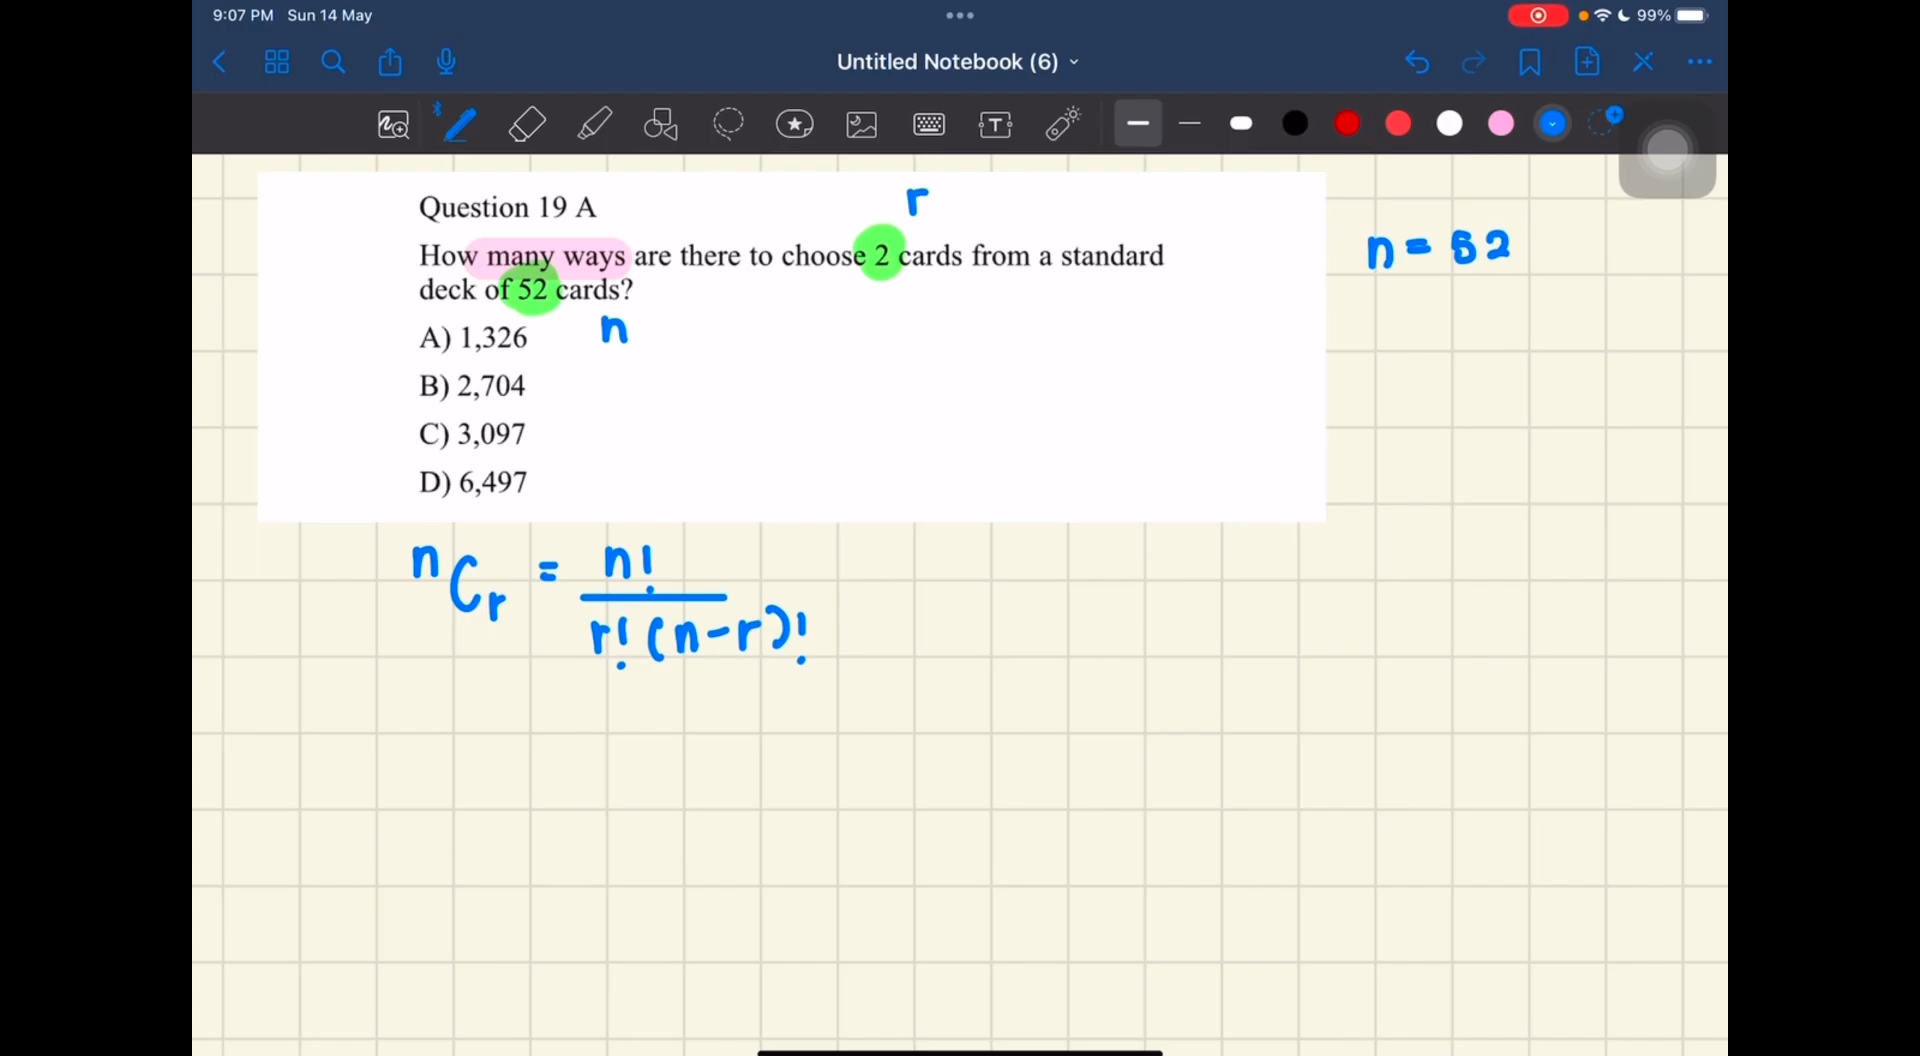 9:07 PM Sun 14 May
99%
Untitled Notebook (6)
Question 19 A
r
How many ways are there to choose 2 cards from a standard
deck of 52 cards?
n = 52
n
A) 1,326
B) 2,704
C) 3,097
D) 6,497
nCr = n!
r!(n-r)!